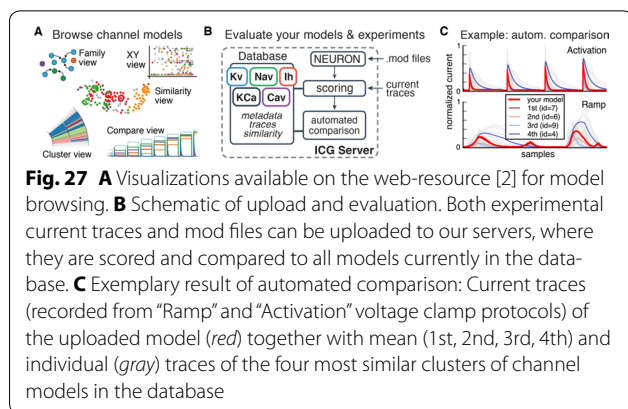 A Browse channel models
Family view
XY view
Similarity view
Compare view
Cluster view
B Evaluate your models & experiments
Database
Kv Nav Ih
KCa Cav
metadata
traces
similarity
NEURON
scoring
automated
comparison
.mod files
current
traces
ICG Server
C Example: autom. comparison
normalized current
1
0
Activation
1
0
Ramp
your model
1st (id=7)
2nd (id=6)
3rd (id=9)
4th (id=4)
samples
Fig. 27 A Visualizations available on the web-resource [2] for model
browsing. B Schematic of upload and evaluation. Both experimental
current traces and mod files can be uploaded to our servers, where
they are scored and compared to all models currently in the data-
base. C Exemplary result of automated comparison: Current traces
(recorded from “Ramp” and “Activation” voltage clamp protocols) of
the uploaded model (red) together with mean (1st, 2nd, 3rd, 4th) and
individual (gray) traces of the four most similar clusters of channel
models in the database